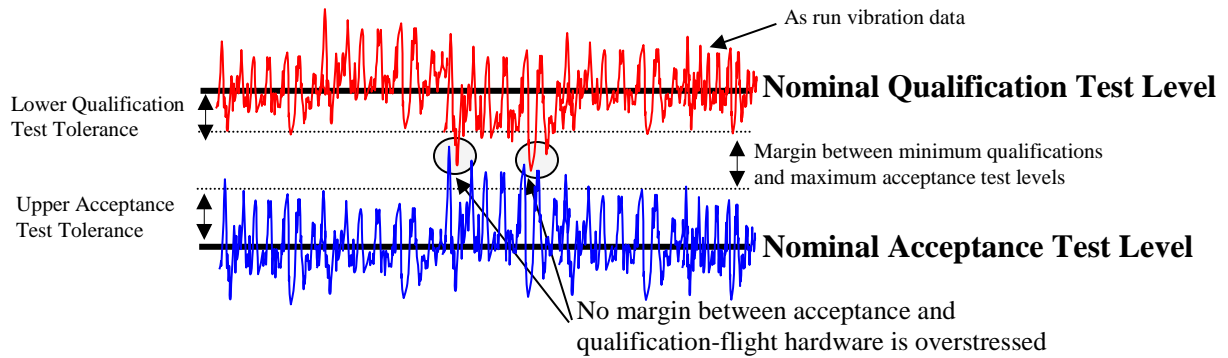 As run vibration data
Nominal Qualification Test Level
Lower Qualification
Test Tolerance
Margin between minimum qualifications
and maximum acceptance test levels
Upper Acceptance
Test Tolerance
Nominal Acceptance Test Level
No margin between acceptance and
qualification-flight hardware is overstressed